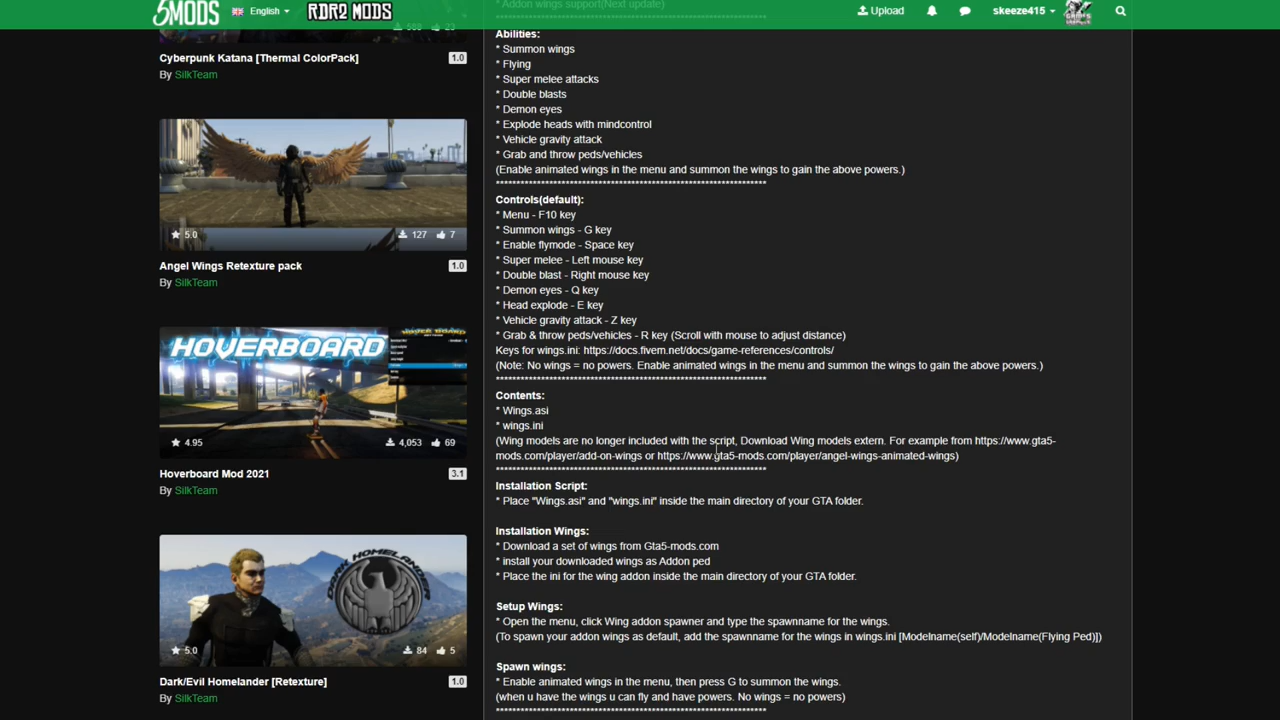 5MODS
English
RDR2 MODS
Upload
skeeze415
* Addon wings support(Next update)
Abilities:
* Summon wings
* Flying
* Super melee attacks
* Double blasts
* Demon eyes
* Explode heads with mindcontrol
* Vehicle gravity attack
* Grab and throw peds/vehicles
(Enable animated wings in the menu and summon the wings to gain the above powers.)
******************************************************************
Controls(default):
* Menu - F10 key
* Summon wings - G key
* Enable flymode - Space key
* Super melee - Left mouse key
* Double blast - Right mouse key
* Demon eyes - Q key
* Head explode - E key
* Vehicle gravity attack - Z key
* Grab & throw peds/vehicles - R key (Scroll with mouse to adjust distance)
Keys for wings.ini: https://docs.fivem.net/docs/game-references/controls/
(Note: No wings = no powers. Enable animated wings in the menu and summon the wings to gain the above powers.)
******************************************************************
Contents:
* Wings.asi
* wings.ini
(Wing models are no longer included with the script, Download Wing models extern. For example from https://www.gta5-
mods.com/player/add-on-wings or https://www.gta5-mods.com/player/angel-wings-animated-wings)
******************************************************************
Installation Script:
* Place "Wings.asi" and "wings.ini" inside the main directory of your GTA folder.
Installation Wings:
* Download a set of wings from Gta5-mods.com
* install your downloaded wings as Addon ped
* Place the ini for the wing addon inside the main directory of your GTA folder.
Setup Wings:
* Open the menu, click Wing addon spawner and type the spawnname for the wings.
(To spawn your addon wings as default, add the spawnname for the wings in wings.ini [Modelname(self)/Modelname(Flying Ped)])
Spawn wings:
* Enable animated wings in the menu, then press G to summon the wings.
(when u have the wings u can fly and have powers. No wings = no powers)
******************************************************************
Cyberpunk Katana [Thermal ColorPack]
1.0
By SilkTeam
5.0
127
7
Angel Wings Retexture pack
1.0
By SilkTeam
HOVERBOARD
4.95
4,053
69
Hoverboard Mod 2021
3.1
By SilkTeam
DARK HOMELANDER
5.0
84
5
Dark/Evil Homelander [Retexture]
1.0
By SilkTeam